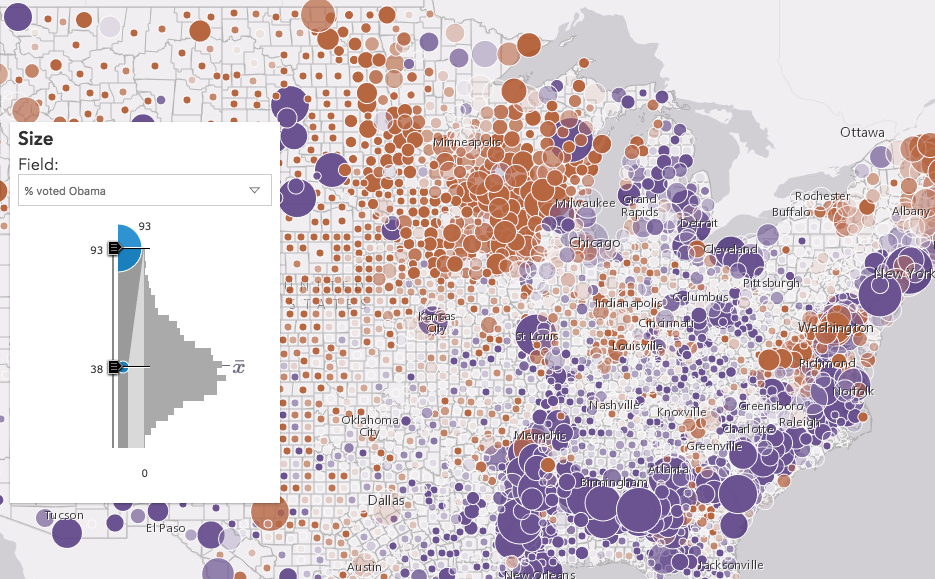 Size
Field:
% voted Obama
93
93
38
x̄
0
Minneapolis
Milwaukee
Grand
Rapids
Detroit
Chicago
Cleveland
Ottawa
Rochester
Buffalo
Albany
New York
Pittsburgh
Columbus
Indianapolis
Cincinnati
Washington
Kansas
City
St Louis
Louisville
Richmond
Norfolk
Nashville
Knoxville
Greensboro
Raleigh
Charlotte
Oklahoma
City
Memphis
Greenville
Atlanta
Birmingham
Dallas
Tucson
El Paso
Austin
New Orleans
Jacksonville